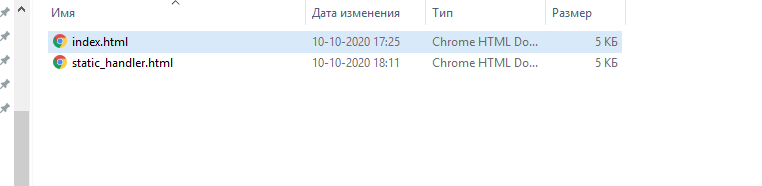 Имя Дата изменения Тип Размер
index.html 10-10-2020 17:25 Chrome HTML Do... 5 КБ
static_handler.html 10-10-2020 18:11 Chrome HTML Do... 5 КБ